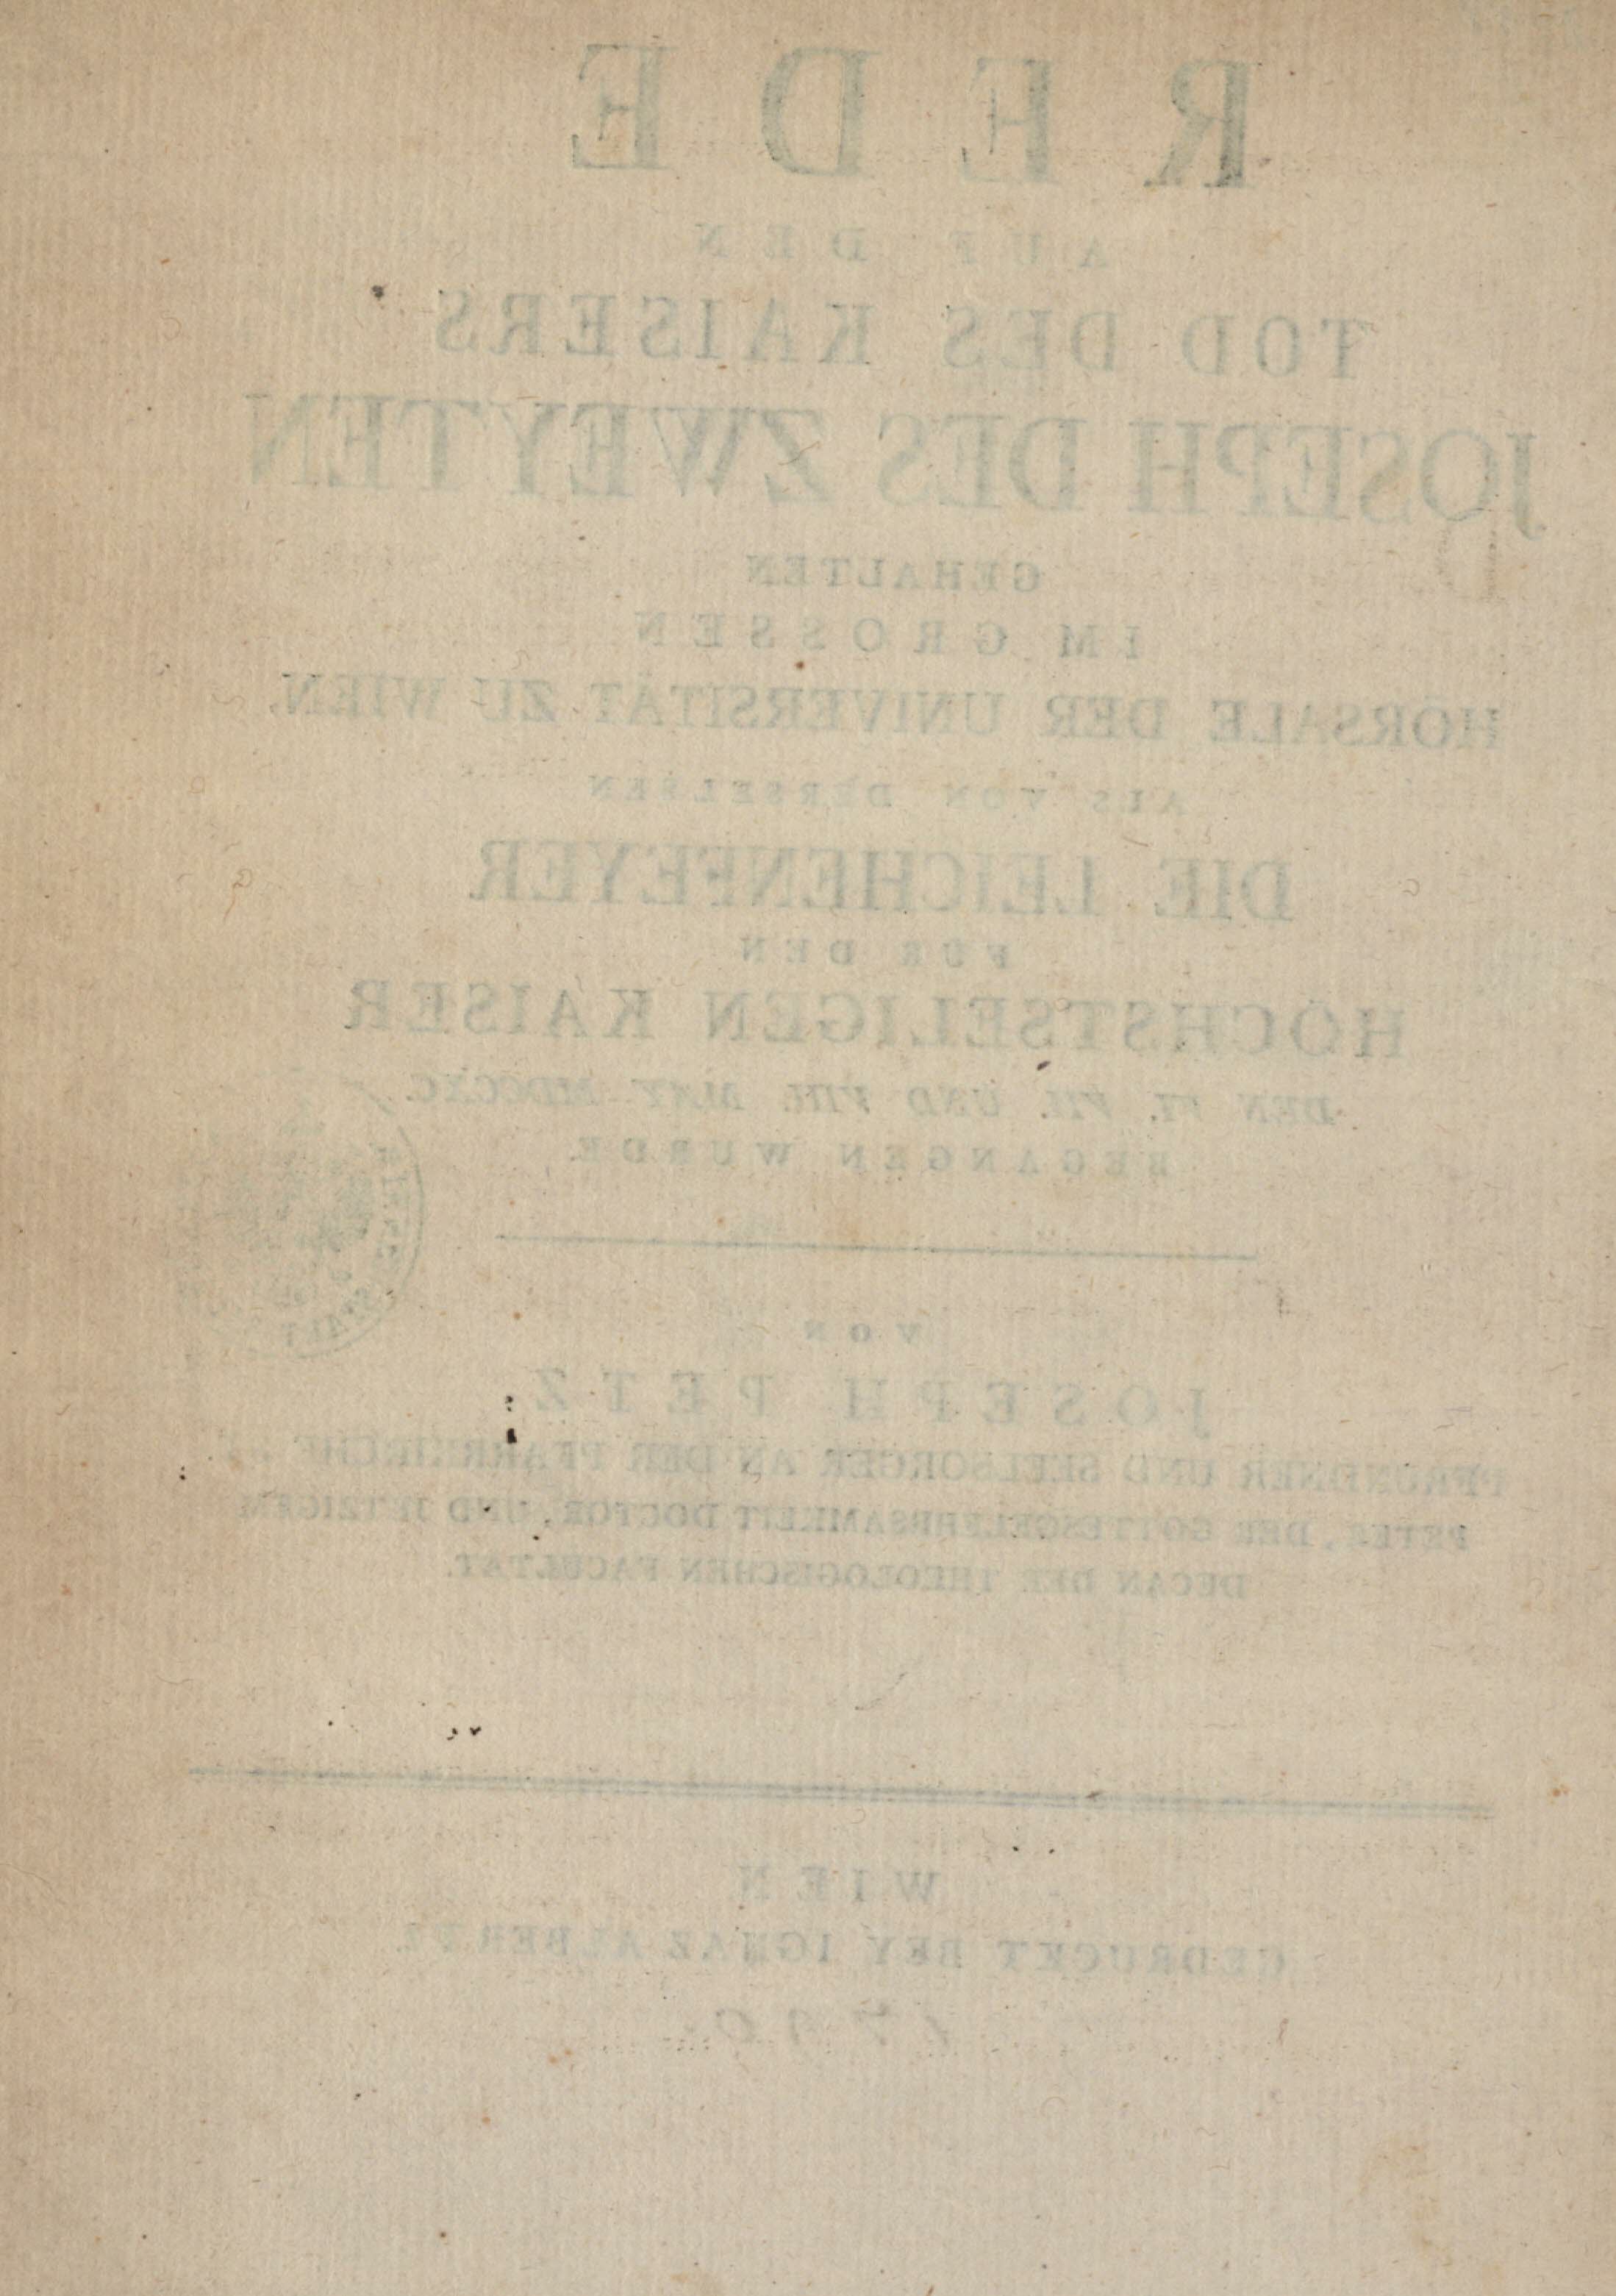 REDE
AUF DEN
TOD DES KAISERS
JOSEPH DES ZWEYTEN
GEHALTEN
IM GROSSEN
HÖRSALE DER UNIVERSITÄT ZU WIEN,
ALS VON DERSELBEN
DIE LEICHENFEYER
FÜR DEN
HÖCHSTSELIGEN KAISER
DEN VI. VII. UND VIII. MAY MDCCXC.
BEGANGEN WURDE.
VON
JOSEPH PETZ
PFRÜNDNER UND SEELSORGER AN DER PFARRKIRCHE
PETER, DER GOTTESGELEHRSAMKEIT DOCTOR, UND JETZIGEM
DECAN DER THEOLOGISCHEN FACULTÄT.
WIEN
GEDRUCKT BEY IGNAZ ALBERTI.
1790.